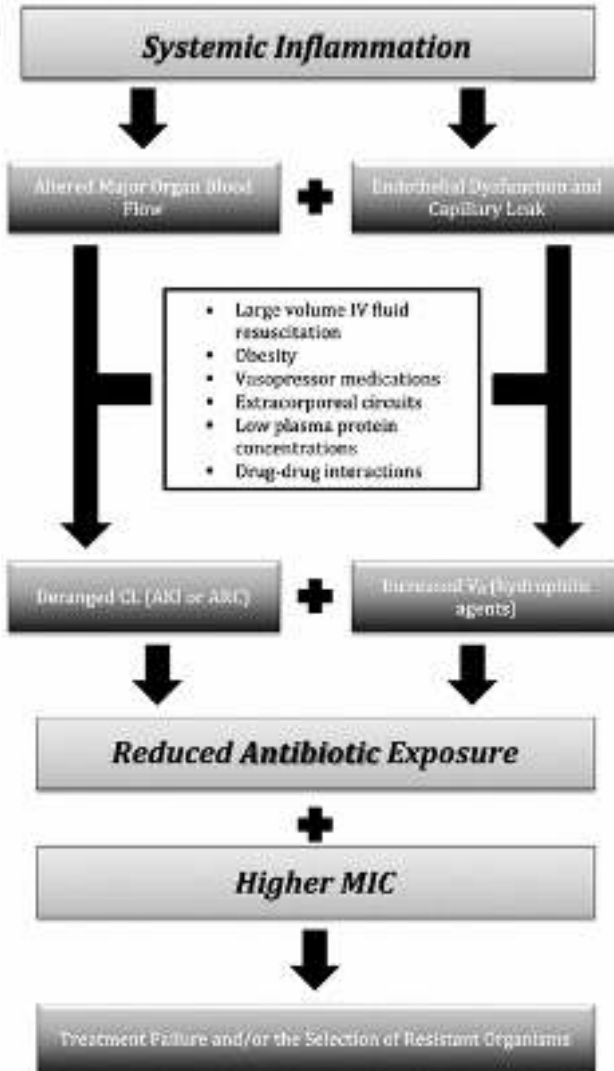 Systemic Inflammation
Altered Major Organ Blood
Flow
Endothelial Dysfunction and
Capillary Leak
• Large volume IV fluid
resuscitation
• Obesity
• Vasopressor medications
• Extracorporeal circuits
• Low plasma protein
concentrations
• Drug-drug interactions
Deranged CL (AKI or ARC)
Increased Vd (hydrophilic
agents)
Reduced Antibiotic Exposure
Higher MIC
Treatment Failure and/or the Selection of Resistant Organisms